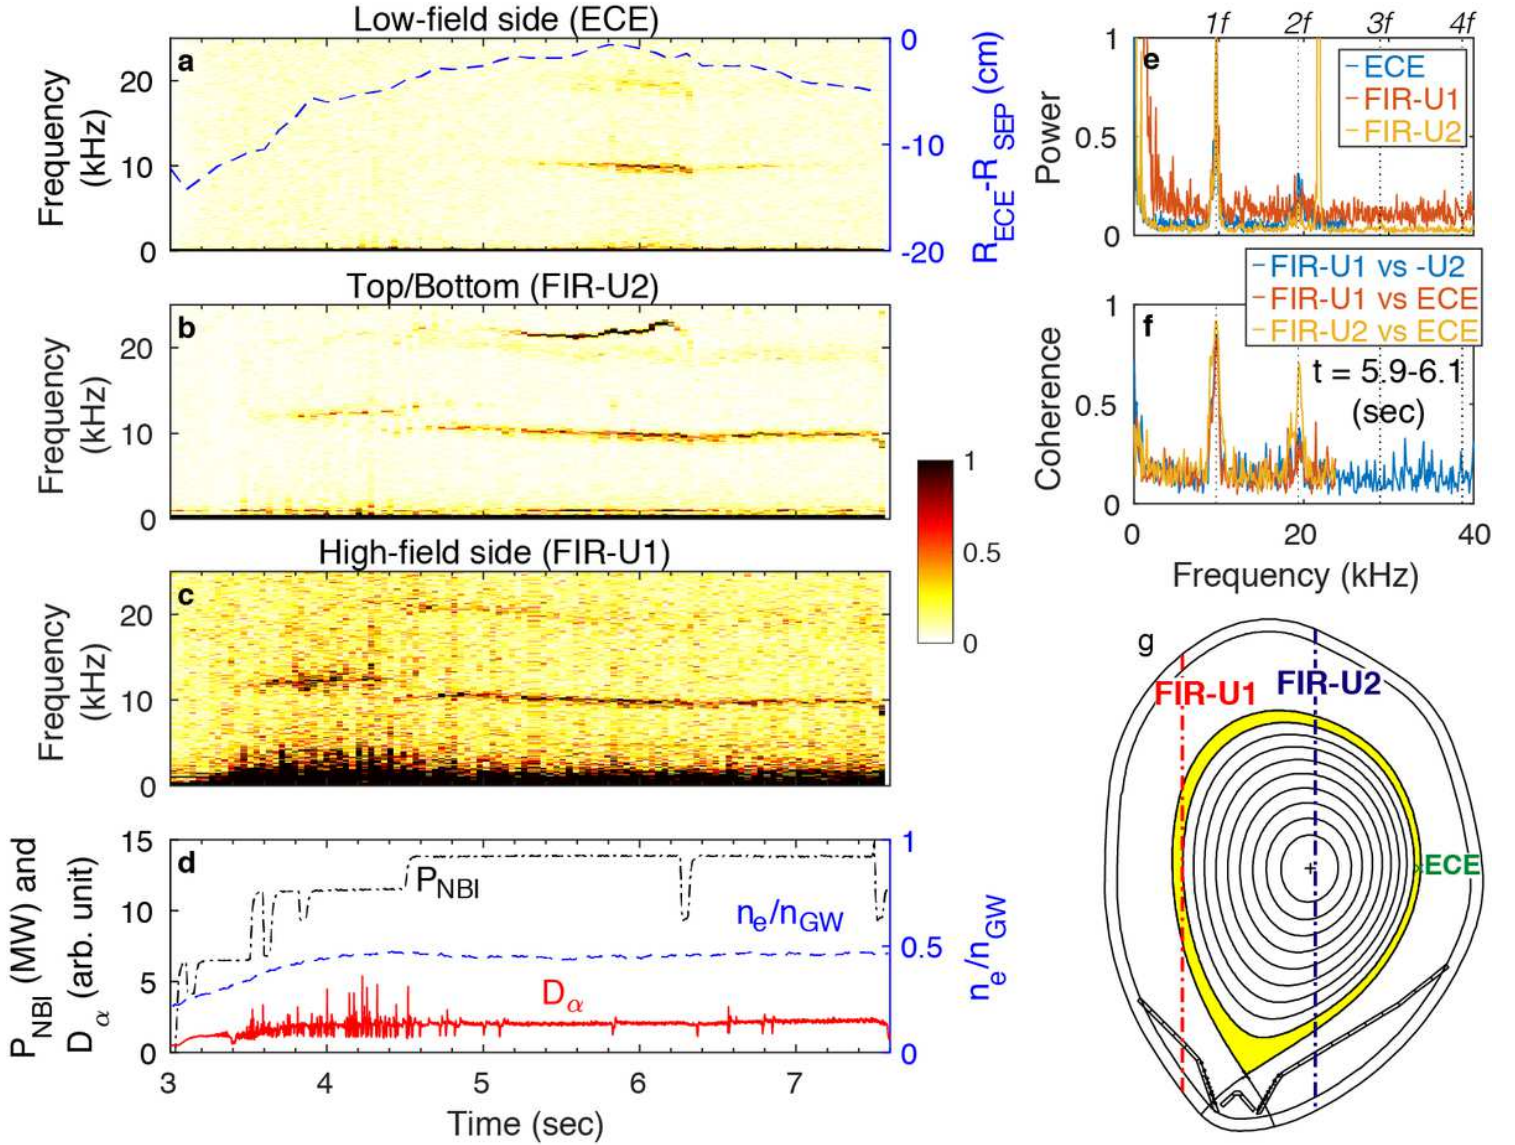 Low-field side (ECE)
a
Frequency
(kHz)
20
10
0
0
-10
-20
R_ECE-R_SEP (cm)
Top/Bottom (FIR-U2)
b
Frequency
(kHz)
20
10
0
High-field side (FIR-U1)
c
Frequency
(kHz)
20
10
0
1
0.5
0
d
P_NBI (MW) and
D_α (arb. unit)
15
10
5
0
P_NBI
n_e/n_GW
D_α
1
0.5
0
n_e/n_GW
3 4 5 6 7
Time (sec)
1f 2f 3f 4f
e
Power
1
0.5
0
ECE
FIR-U1
FIR-U2
f
Coherence
1
0.5
0
FIR-U1 vs -U2
FIR-U1 vs ECE
FIR-U2 vs ECE
t = 5.9-6.1
(sec)
0 20 40
Frequency (kHz)
g
FIR-U1
FIR-U2
ECE